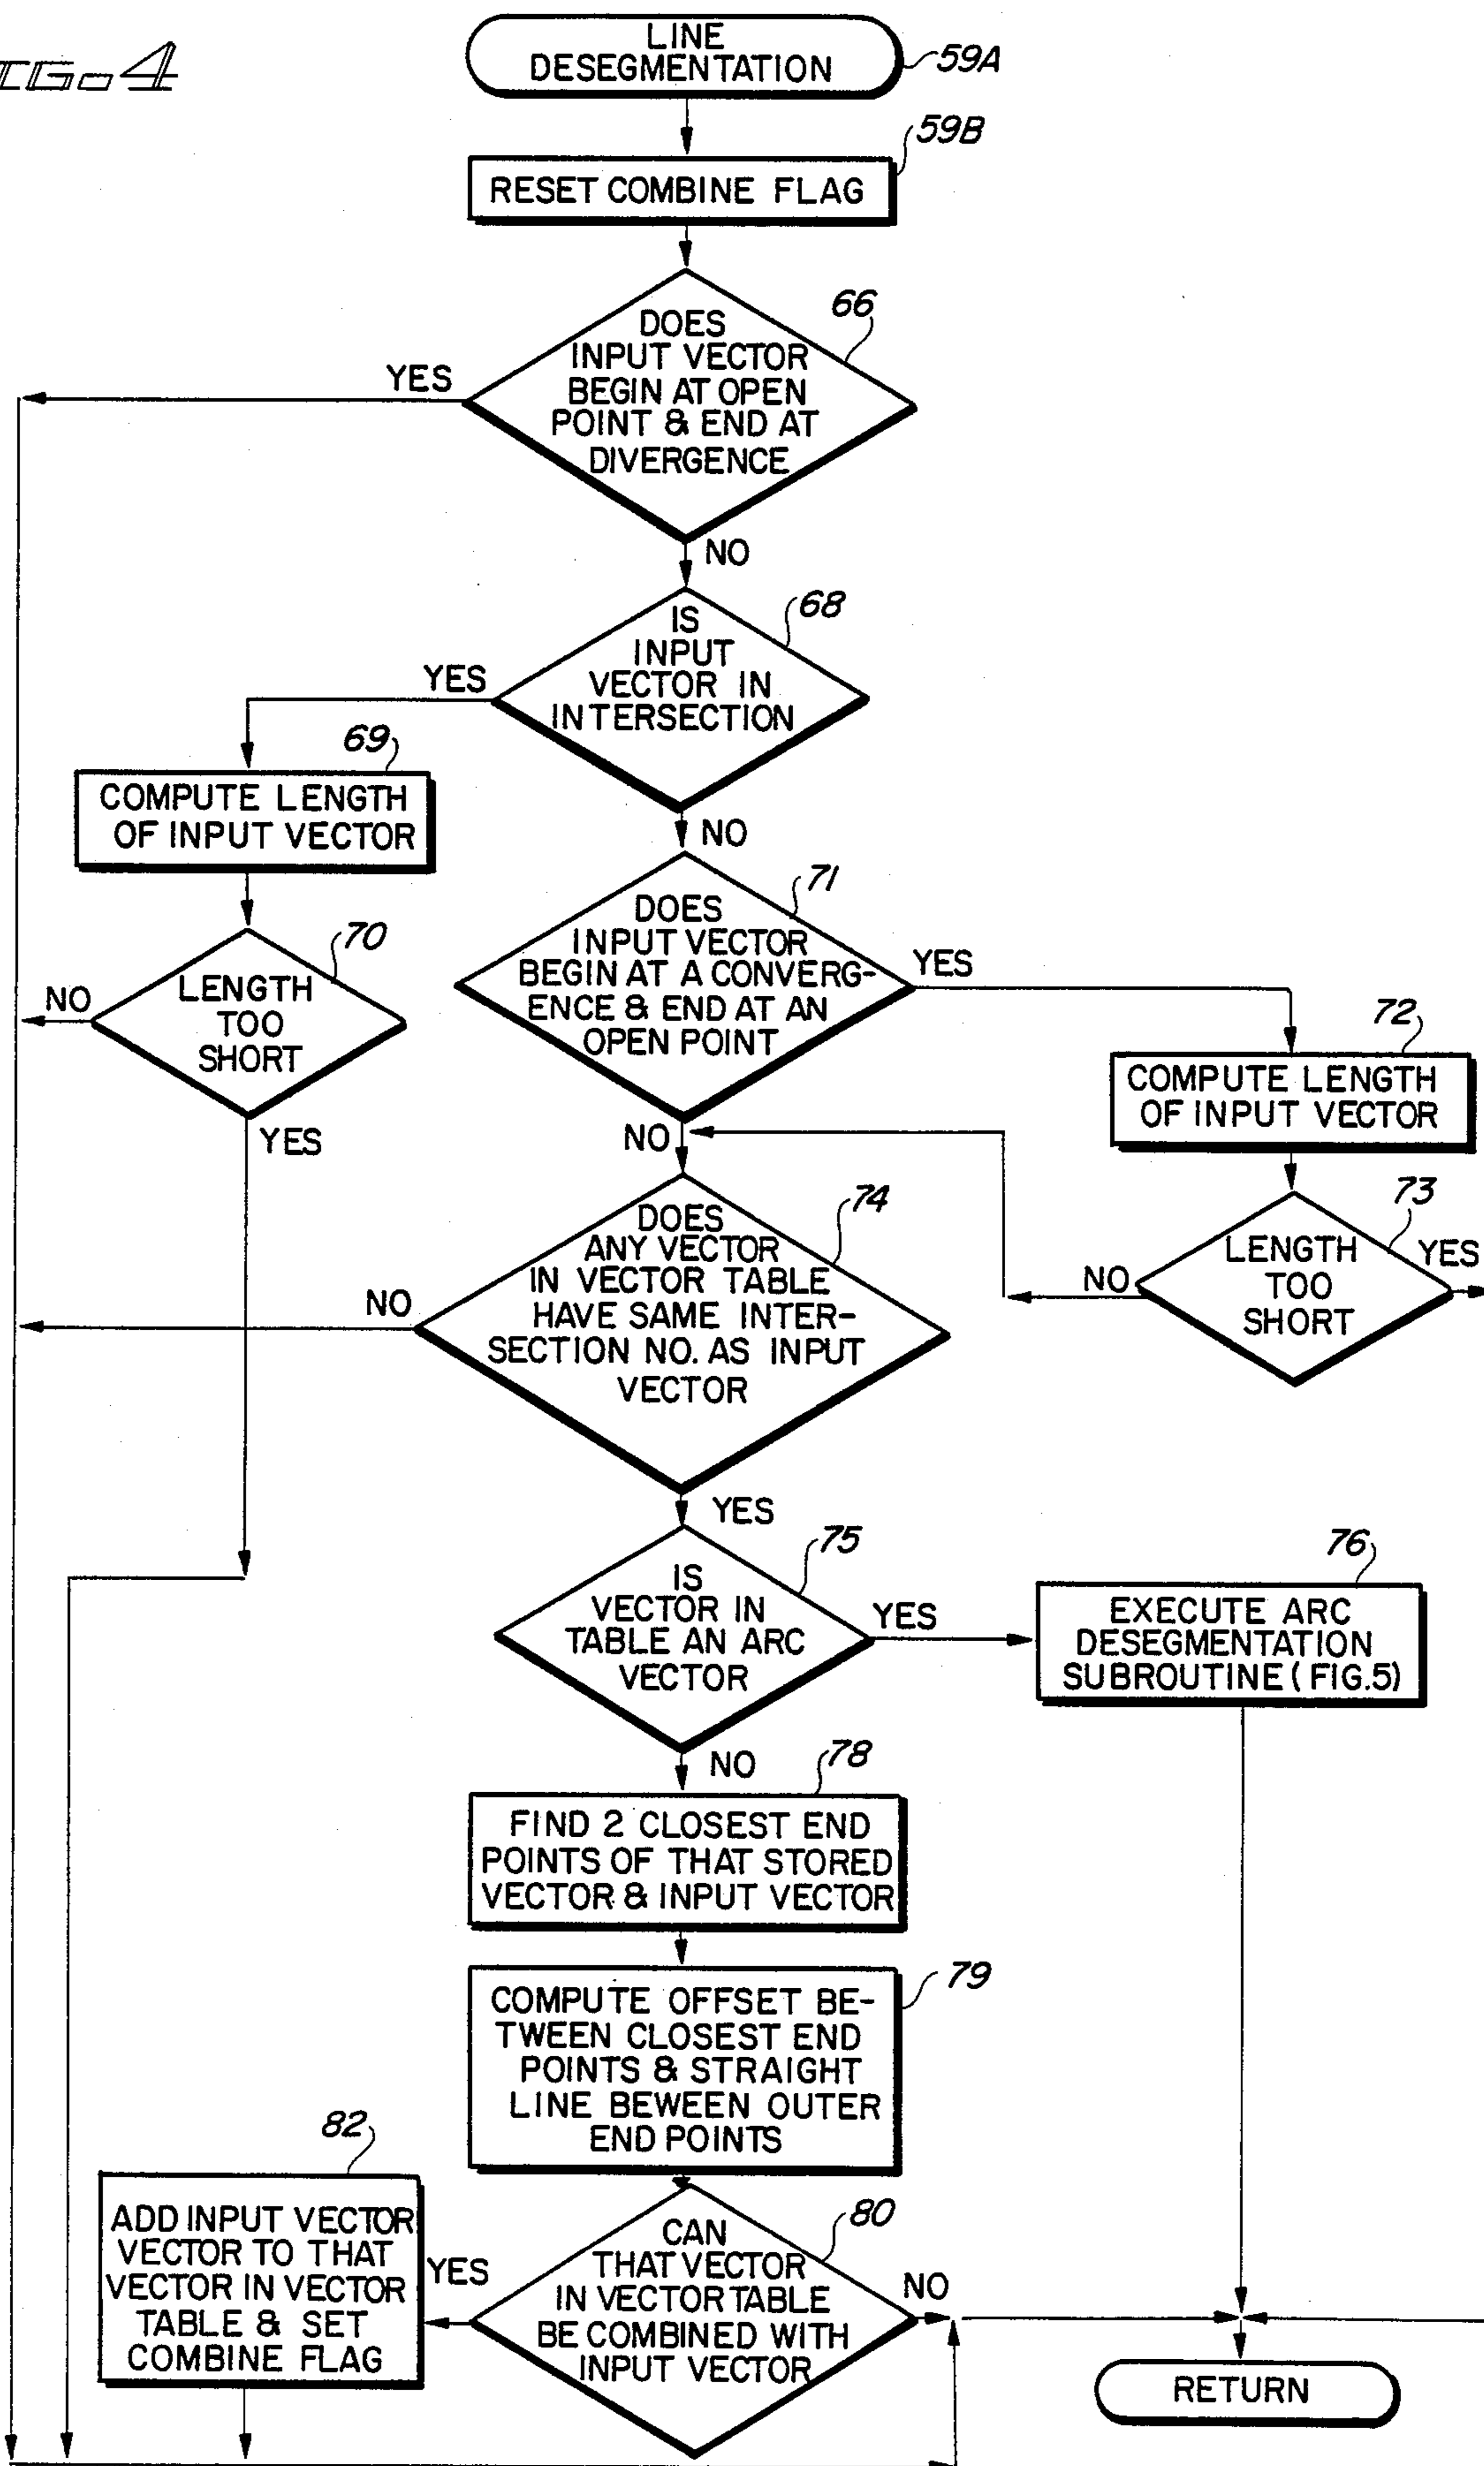 FIG. 4
LINE
DESEGMENTATION
59A
59B
RESET COMBINE FLAG
66
DOES
INPUT VECTOR
BEGIN AT OPEN
POINT & END AT
DIVERGENCE
YES
NO
68
IS
INPUT
VECTOR IN
INTERSECTION
YES
NO
69
COMPUTE LENGTH
OF INPUT VECTOR
70
LENGTH
TOO
SHORT
NO
YES
71
DOES
INPUT VECTOR
BEGIN AT A CONVERG-
ENCE & END AT AN
OPEN POINT
YES
NO
72
COMPUTE LENGTH
OF INPUT VECTOR
73
LENGTH
TOO
SHORT
YES
NO
74
DOES
ANY VECTOR
IN VECTOR TABLE
HAVE SAME INTER-
SECTION NO. AS INPUT
VECTOR
NO
YES
75
IS
VECTOR IN
TABLE AN ARC
VECTOR
YES
NO
76
EXECUTE ARC
DESEGMENTATION
SUBROUTINE (FIG.5)
78
FIND 2 CLOSEST END
POINTS OF THAT STORED
VECTOR & INPUT VECTOR
79
COMPUTE OFFSET BE-
TWEEN CLOSEST END
POINTS & STRAIGHT
LINE BEWEEN OUTER
END POINTS
80
CAN
THAT VECTOR
IN VECTOR TABLE
BE COMBINED WITH
INPUT VECTOR
YES
NO
82
ADD INPUT VECTOR
VECTOR TO THAT
VECTOR IN VECTOR
TABLE & SET
COMBINE FLAG
RETURN